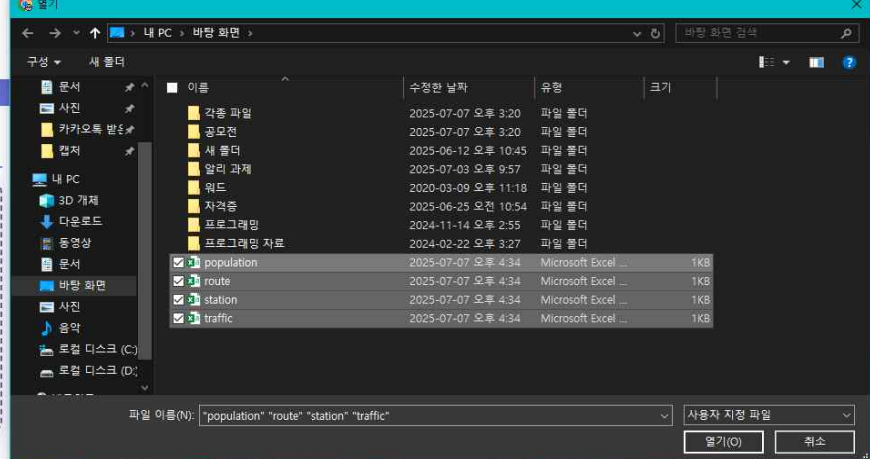 열기
내 PC > 바탕 화면 >
바탕 화면 검색
구성
새 폴더
문서
사진
카카오톡 받은
캡처
내 PC
3D 개체
다운로드
동영상
문서
바탕 화면
사진
음악
로컬 디스크 (C:)
로컬 디스크 (D:)
이름 수정한 날짜 유형 크기
각종 파일 2025-07-07 오후 3:20 파일 폴더
공모전 2025-07-07 오후 3:20 파일 폴더
새 폴더 2025-06-12 오후 10:45 파일 폴더
알리 과제 2025-07-03 오후 9:57 파일 폴더
워드 2020-03-09 오후 11:18 파일 폴더
자격증 2025-06-25 오전 10:54 파일 폴더
프로그래밍 2024-11-14 오후 2:55 파일 폴더
프로그래밍 자료 2024-02-22 오후 3:27 파일 폴더
population 2025-07-07 오후 4:34 Microsoft Excel ... 1KB
route 2025-07-07 오후 4:34 Microsoft Excel ... 1KB
station 2025-07-07 오후 4:34 Microsoft Excel ... 1KB
traffic 2025-07-07 오후 4:34 Microsoft Excel ... 1KB
파일 이름(N): "population" "route" "station" "traffic"
사용자 지정 파일
열기(O)
취소